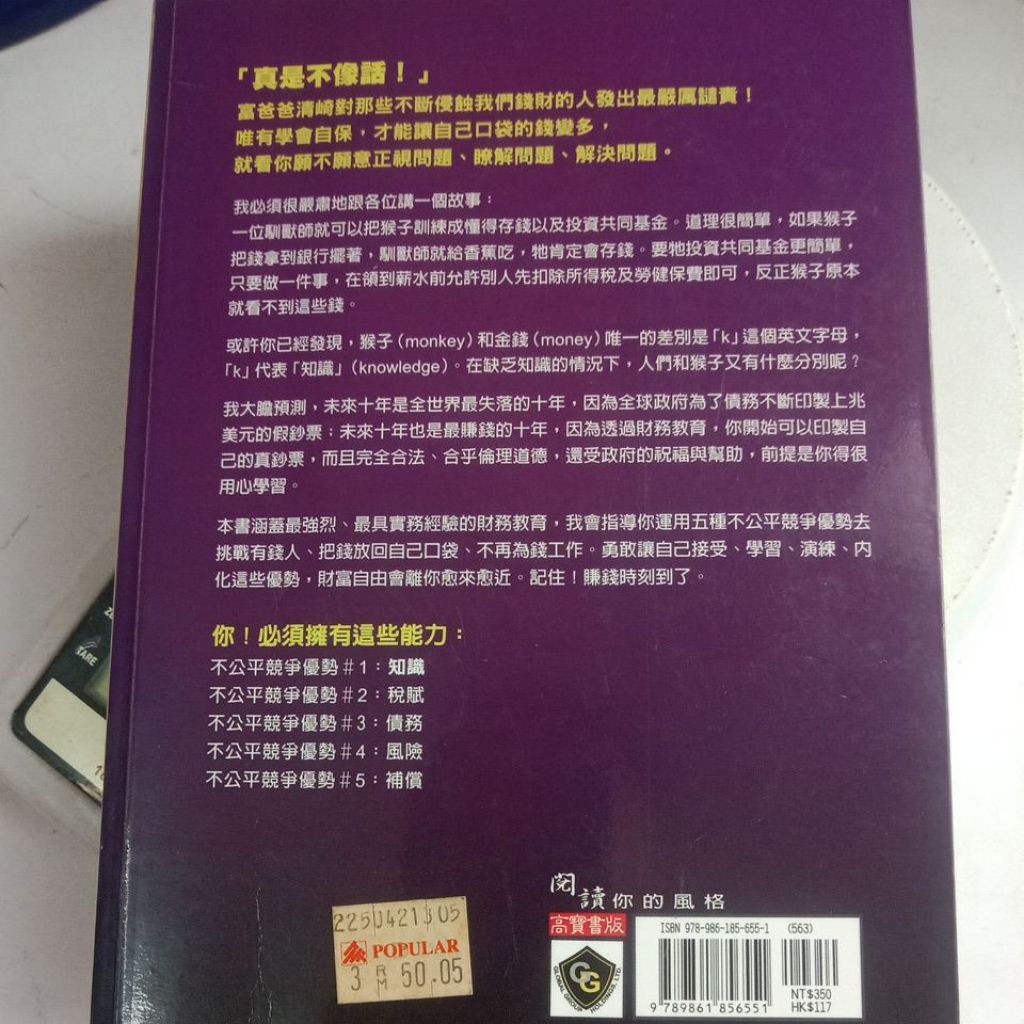 「真是不像話！」
富爸爸清崎對那些不斷侵蝕我們錢財的人發出最嚴厲譴責！
唯有學會自保，才能讓自己口袋的錢變多，
就看你願不願意正視問題、瞭解問題、解決問題。
我必須很嚴肅地跟各位講一個故事：
一位馴獸師就可以把猴子訓練成懂得存錢以及投資共同基金。道理很簡單，如果猴子
把錢拿到銀行擺著，馴獸師就給香蕉吃，牠肯定會存錢。要牠投資共同基金更簡單，
只要做一件事，在領到薪水前允許別人先扣除所得稅及勞健保費即可，反正猴子原本
就看不到這些錢。
或許你已經發現，猴子（monkey）和金錢（money）唯一的差別是「k」這個英文字母，
「k」代表「知識」（knowledge）。在缺乏知識的情況下，人們和猴子又有什麼分別呢？
我大膽預測，未來十年是全世界最失落的十年，因為全球政府為了債務不斷印製上兆
美元的假鈔票；未來十年也是最賺錢的十年，因為透過財務教育，你開始可以印製自
己的真鈔票，而且完全合法、合乎倫理道德，還受政府的祝福與幫助，前提是你得很
用心學習。
本書涵蓋最強烈、最具實務經驗的財務教育，我會指導你運用五種不公平競爭優勢去
挑戰有錢人、把錢放回自己口袋、不再為錢工作。勇敢讓自己接受、學習、演練、內
化這些優勢，財富自由會離你愈來愈近。記住！賺錢時刻到了。
你！必須擁有這些能力：
不公平競爭優勢＃1：知識
不公平競爭優勢＃2：稅賦
不公平競爭優勢＃3：債務
不公平競爭優勢＃4：風險
不公平競爭優勢＃5：補償
TARE
閱讀你的風格
高寶書版
GG
GLOBAL GROUP HOLDINGS, LTD.
ISBN 978-986-185-655-1 (563)
9 789861 856551
NT$350
HK$117
POPULAR
3 RM 50.05